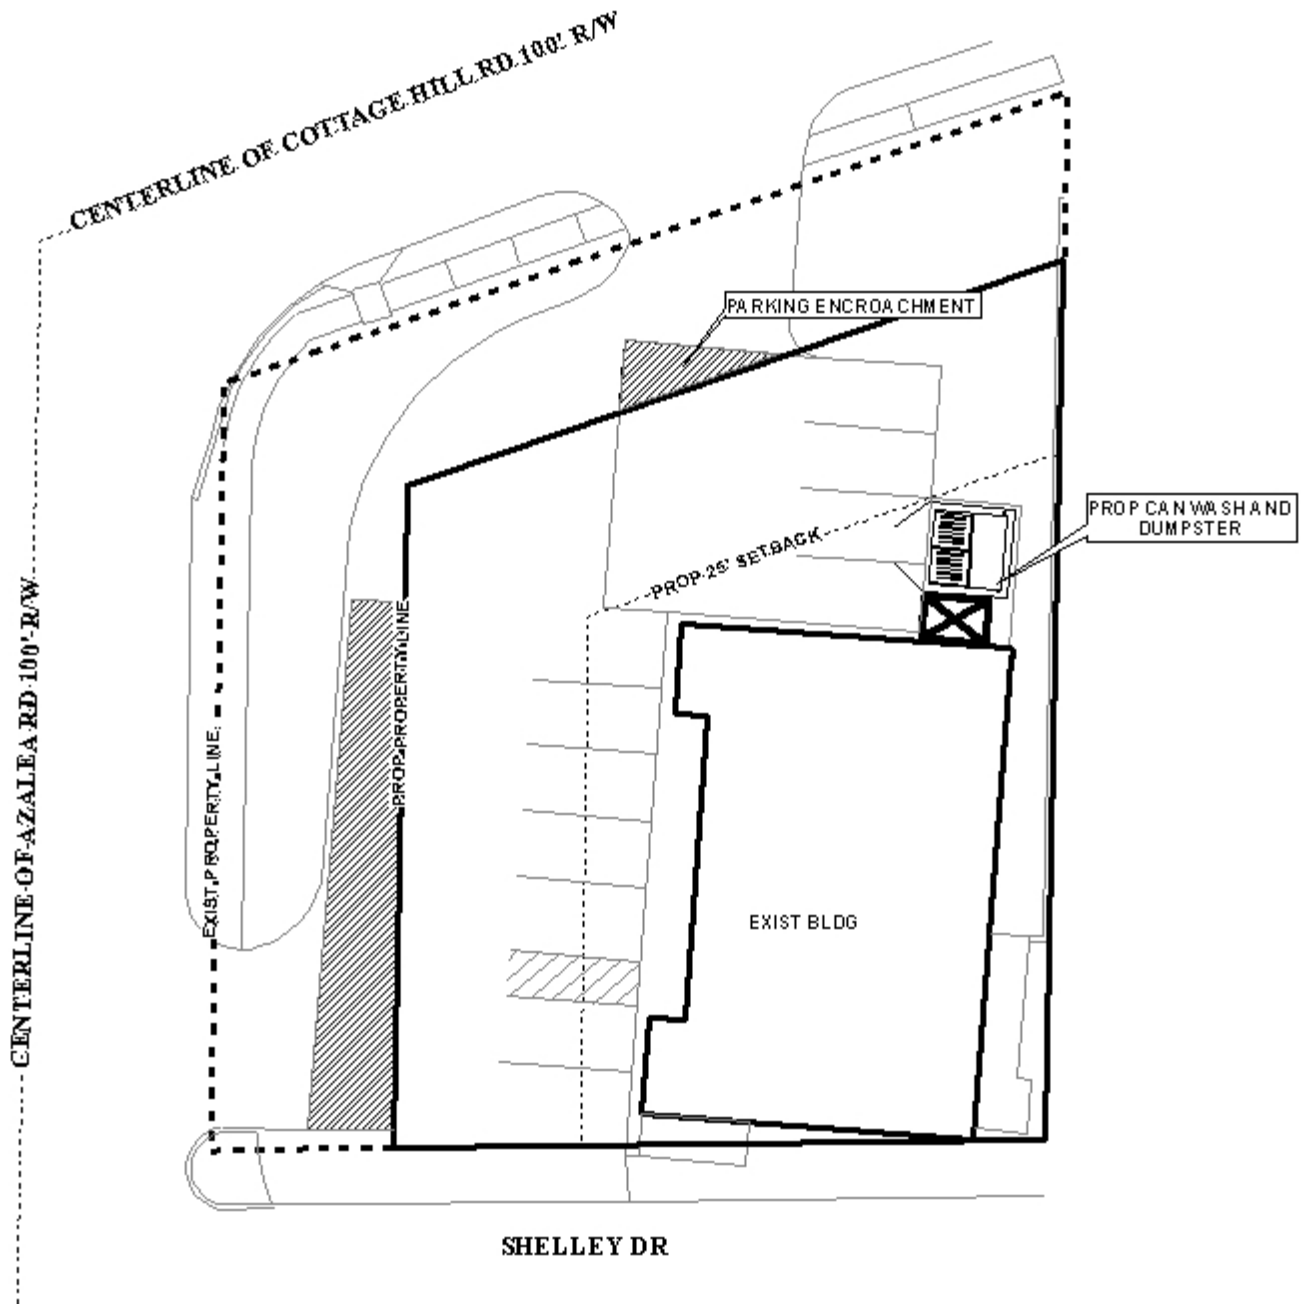 CENTERLINE OF COTTAGE HILL RD 100' R/W
PARKING ENCROACHMENT
PROP CAN WASH AND
DUMPSTER
PROP 25' SETBACK
CENTERLINE OF AZALEA RD 100' R/W
EXIST PROPERTY LINE
PROP PROPERTY LINE
EXIST BLDG
SHELLEY DR